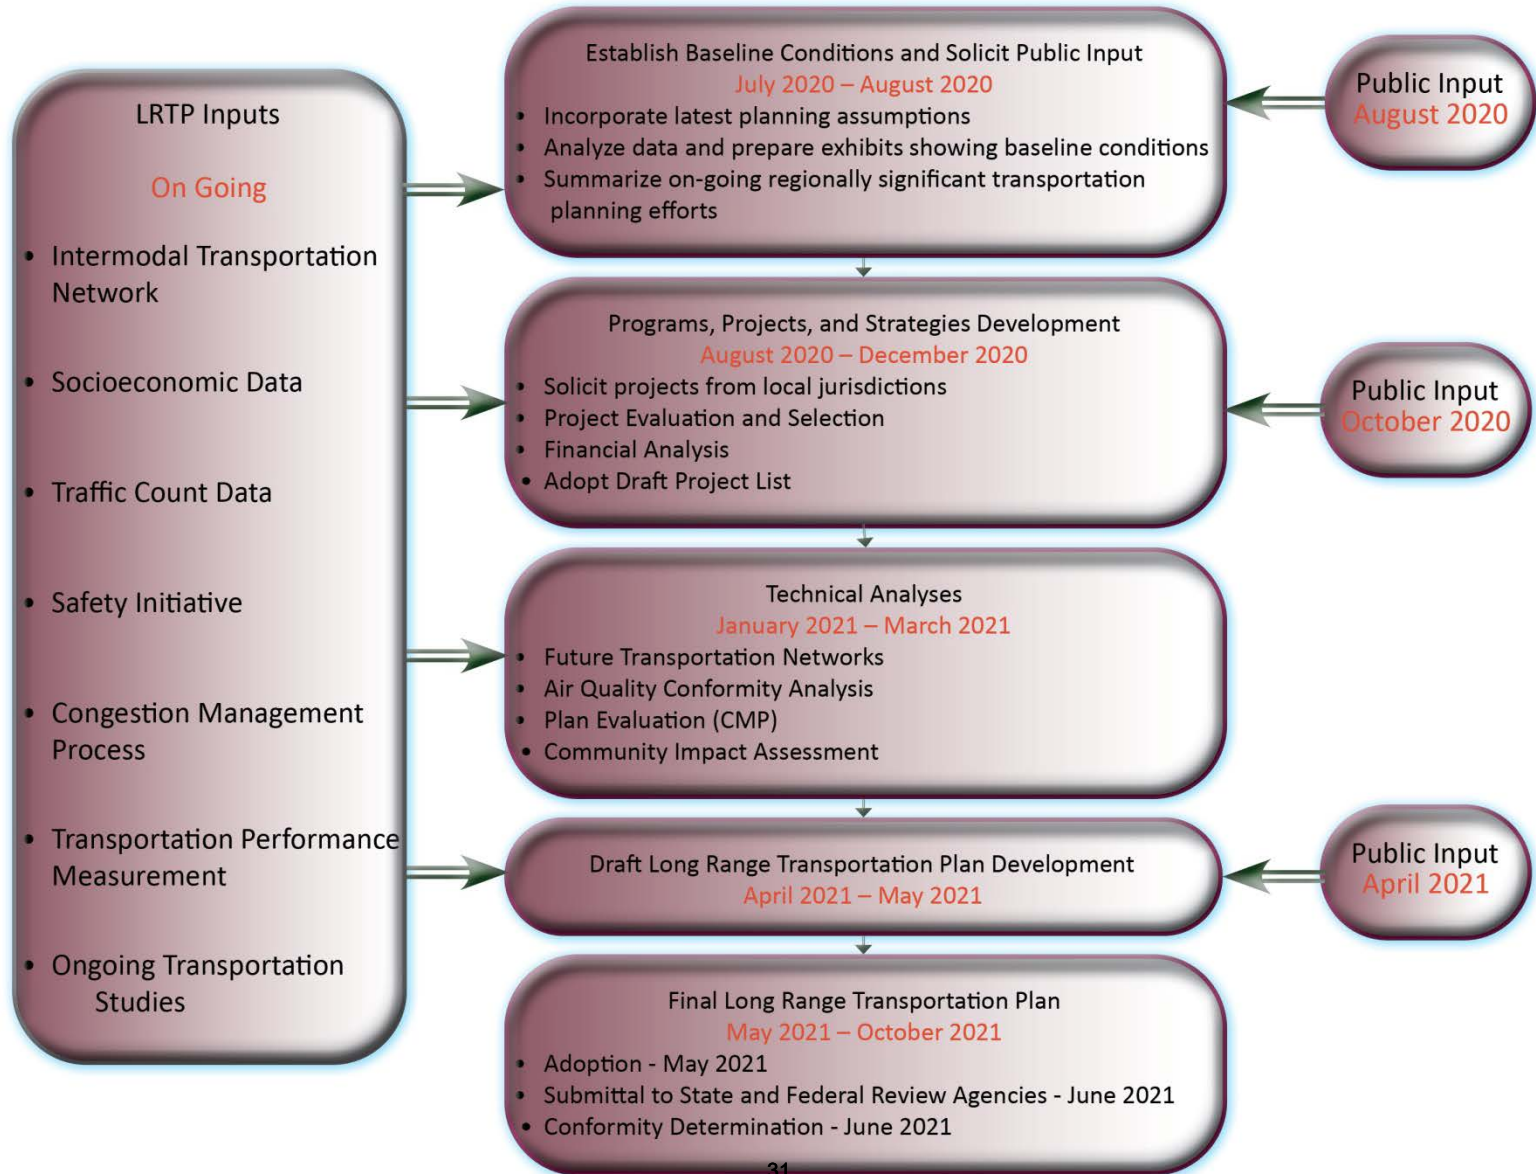 LRTP Inputs
On Going
• Intermodal Transportation
Network
• Socioeconomic Data
• Traffic Count Data
• Safety Initiative
• Congestion Management
Process
• Transportation Performance
Measurement
• Ongoing Transportation
Studies
Establish Baseline Conditions and Solicit Public Input
July 2020 – August 2020
• Incorporate latest planning assumptions
• Analyze data and prepare exhibits showing baseline conditions
• Summarize on-going regionally significant transportation
planning efforts
Public Input
August 2020
Programs, Projects, and Strategies Development
August 2020 – December 2020
• Solicit projects from local jurisdictions
• Project Evaluation and Selection
• Financial Analysis
• Adopt Draft Project List
Public Input
October 2020
Technical Analyses
January 2021 – March 2021
• Future Transportation Networks
• Air Quality Conformity Analysis
• Plan Evaluation (CMP)
• Community Impact Assessment
Draft Long Range Transportation Plan Development
April 2021 – May 2021
Public Input
April 2021
Final Long Range Transportation Plan
May 2021 – October 2021
• Adoption - May 2021
• Submittal to State and Federal Review Agencies - June 2021
• Conformity Determination - June 2021
31